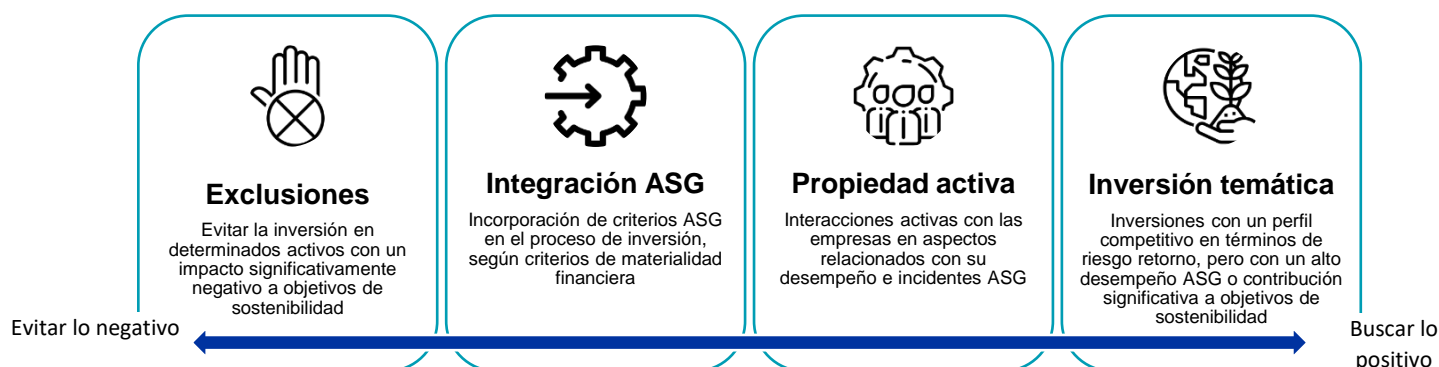 Exclusiones
Evitar la inversión en
determinados activos con un
impacto significativamente
negativo a objetivos de
sostenibilidad
Integración ASG
Incorporación de criterios ASG
en el proceso de inversión,
según criterios de materialidad
financiera
Propiedad activa
Interacciones activas con las
empresas en aspectos
relacionados con su
desempeño e incidentes ASG
Inversión temática
Inversiones con un perfil
competitivo en términos de
riesgo retorno, pero con un alto
desempeño ASG o contribución
significativa a objetivos de
sostenibilidad
Evitar lo negativo
Buscar lo
positivo